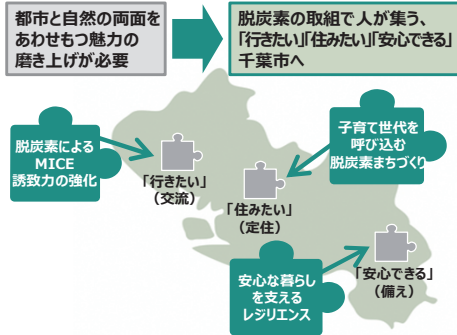 都市と自然の両面を
あわせもつ魅力の
磨き上げが必要
脱炭素の取組で人が集う、
「行きたい」「住みたい」「安心できる」
千葉市へ
脱炭素による
MICE
誘致力の強化
「行きたい」
（交流）
子育て世代を
呼び込む
脱炭素まちづくり
「住みたい」
（定住）
安心な暮らし
を支える
レジリエンス
「安心できる」
（備え）